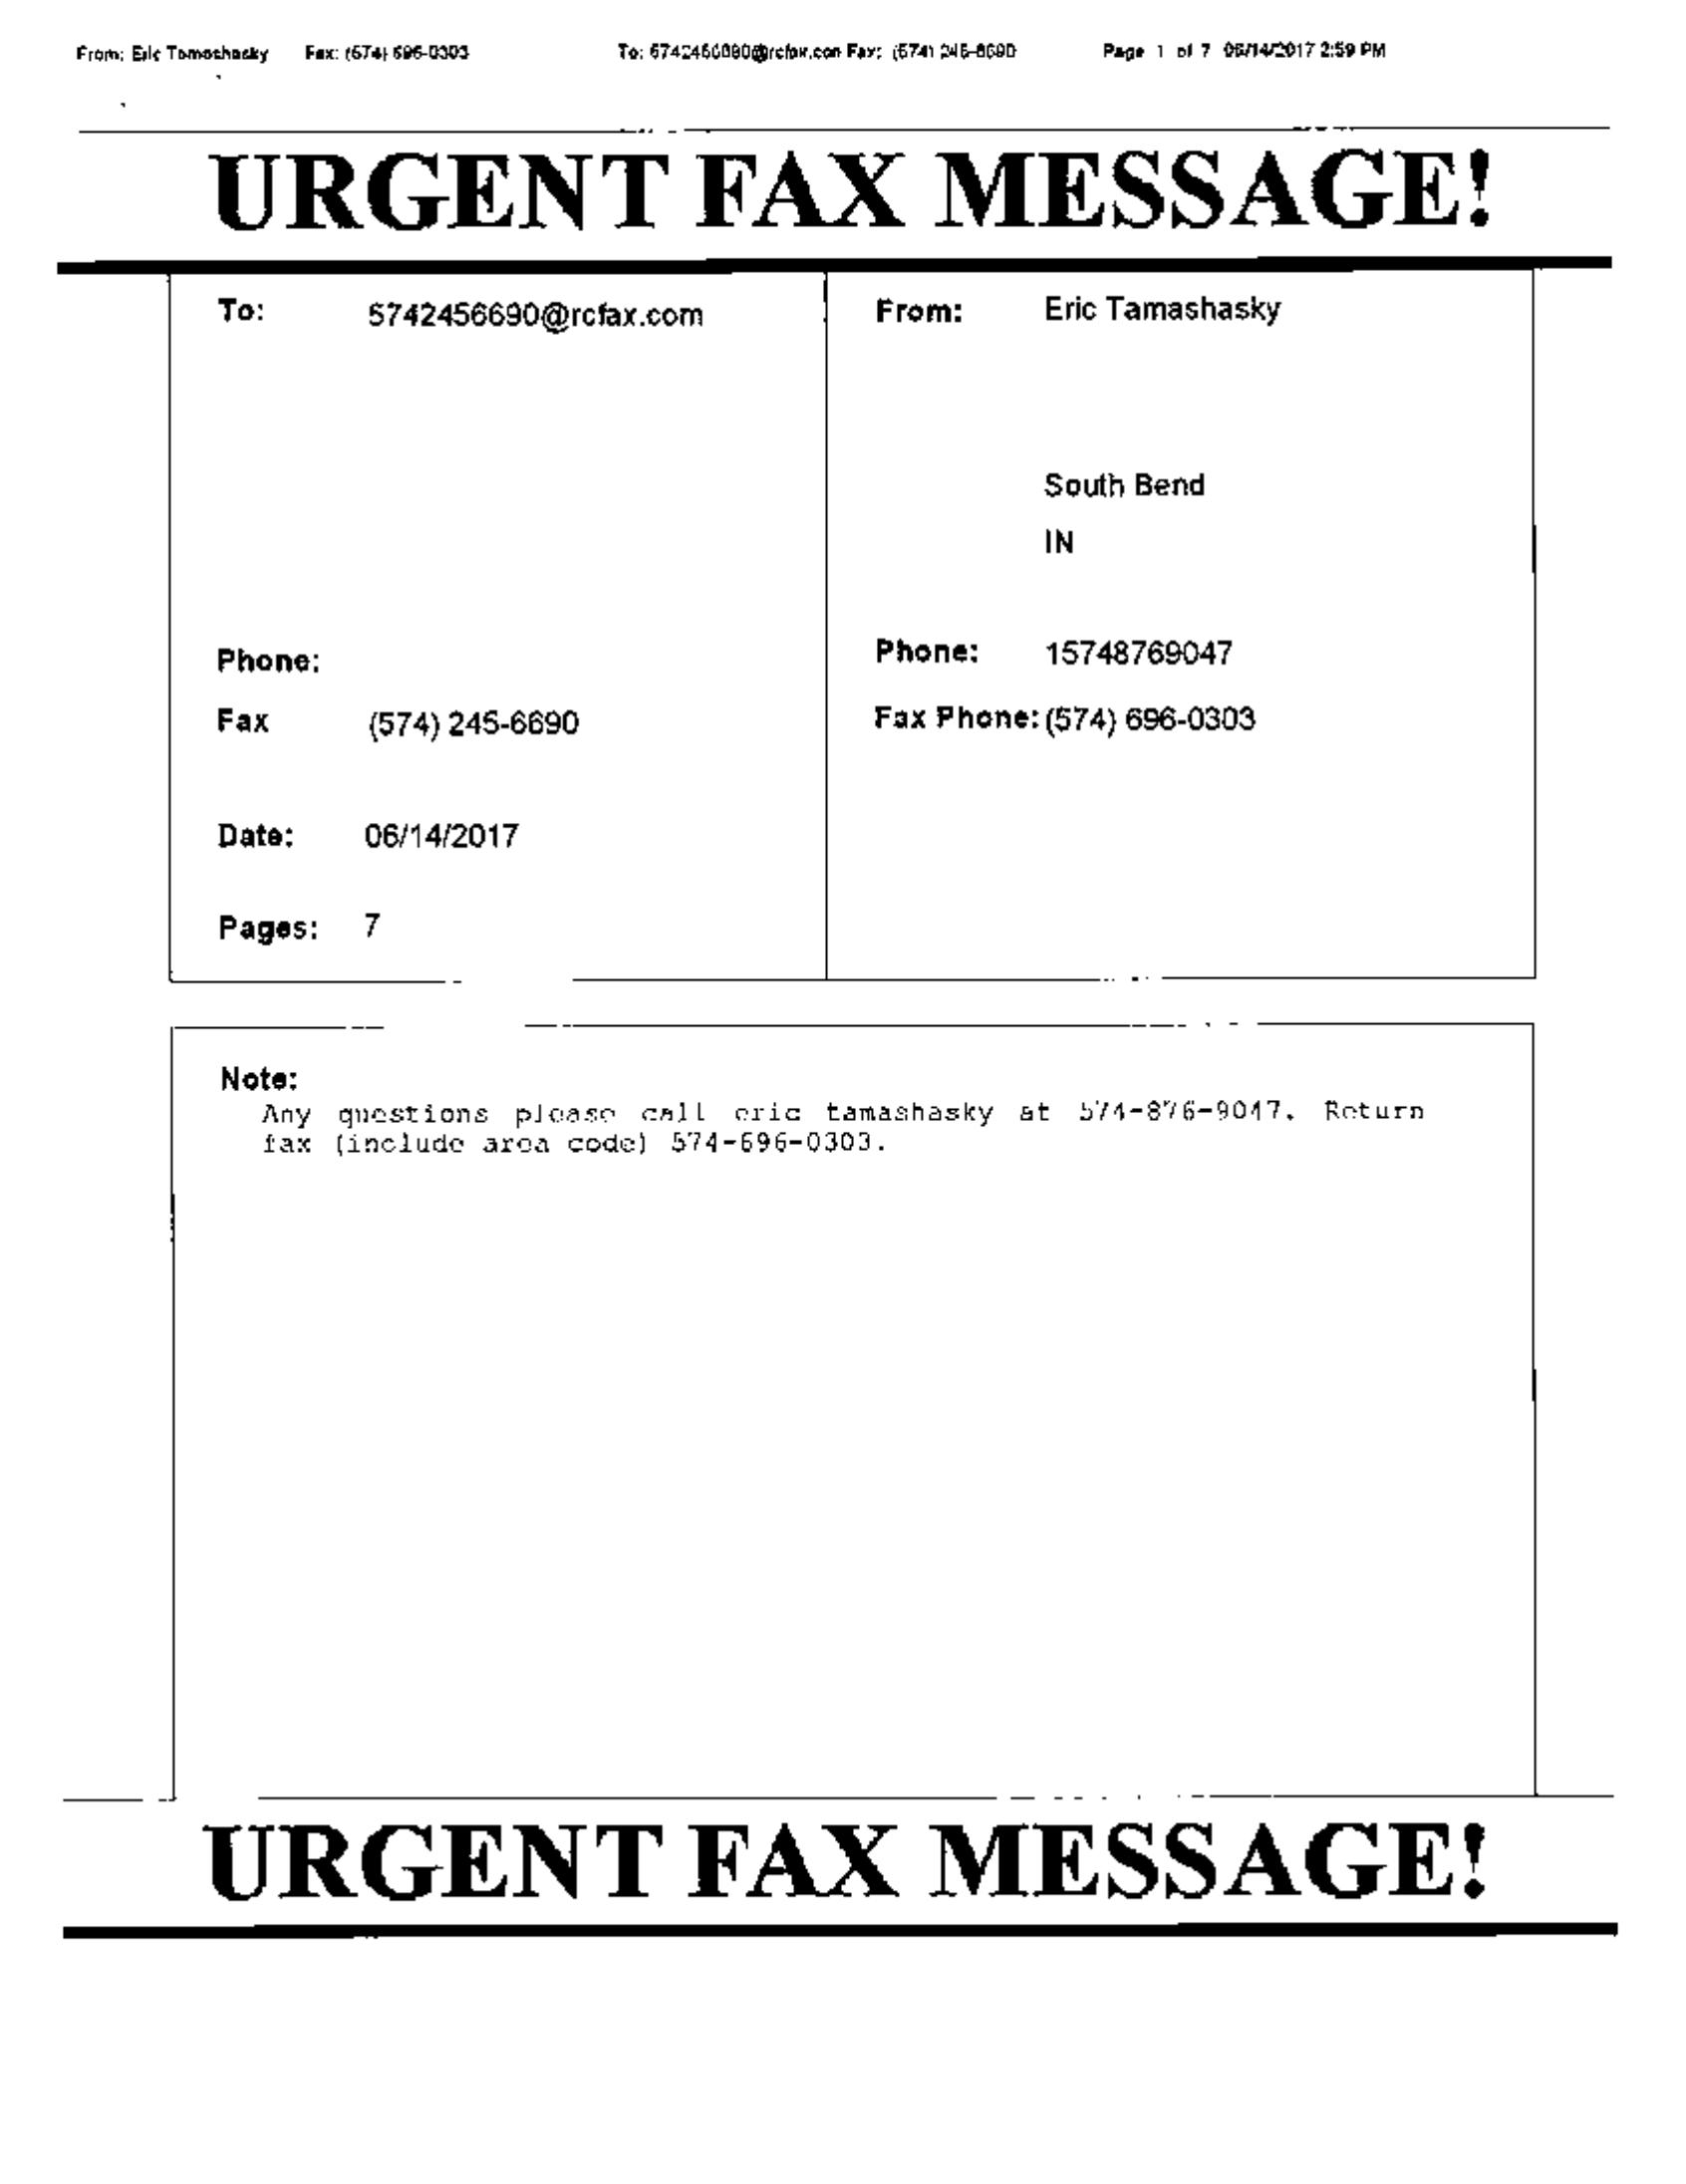 From: Eric Tamashasky Fax: (574) 696-0303 To: 5742456690@rcfax.com Fax: (574) 245-6690 Page 1 of 7 06/14/2017 2:59 PM
URGENT FAX MESSAGE!
To: 5742456690@rcfax.com From: Eric Tamashasky
South Bend
IN
Phone: Phone: 15748769047
Fax (574) 245-6690 Fax Phone: (574) 696-0303
Date: 06/14/2017
Pages: 7
Note:
Any questions please call eric tamashasky at 574-876-9047. Return
fax (include area code) 574-696-0303.
URGENT FAX MESSAGE!